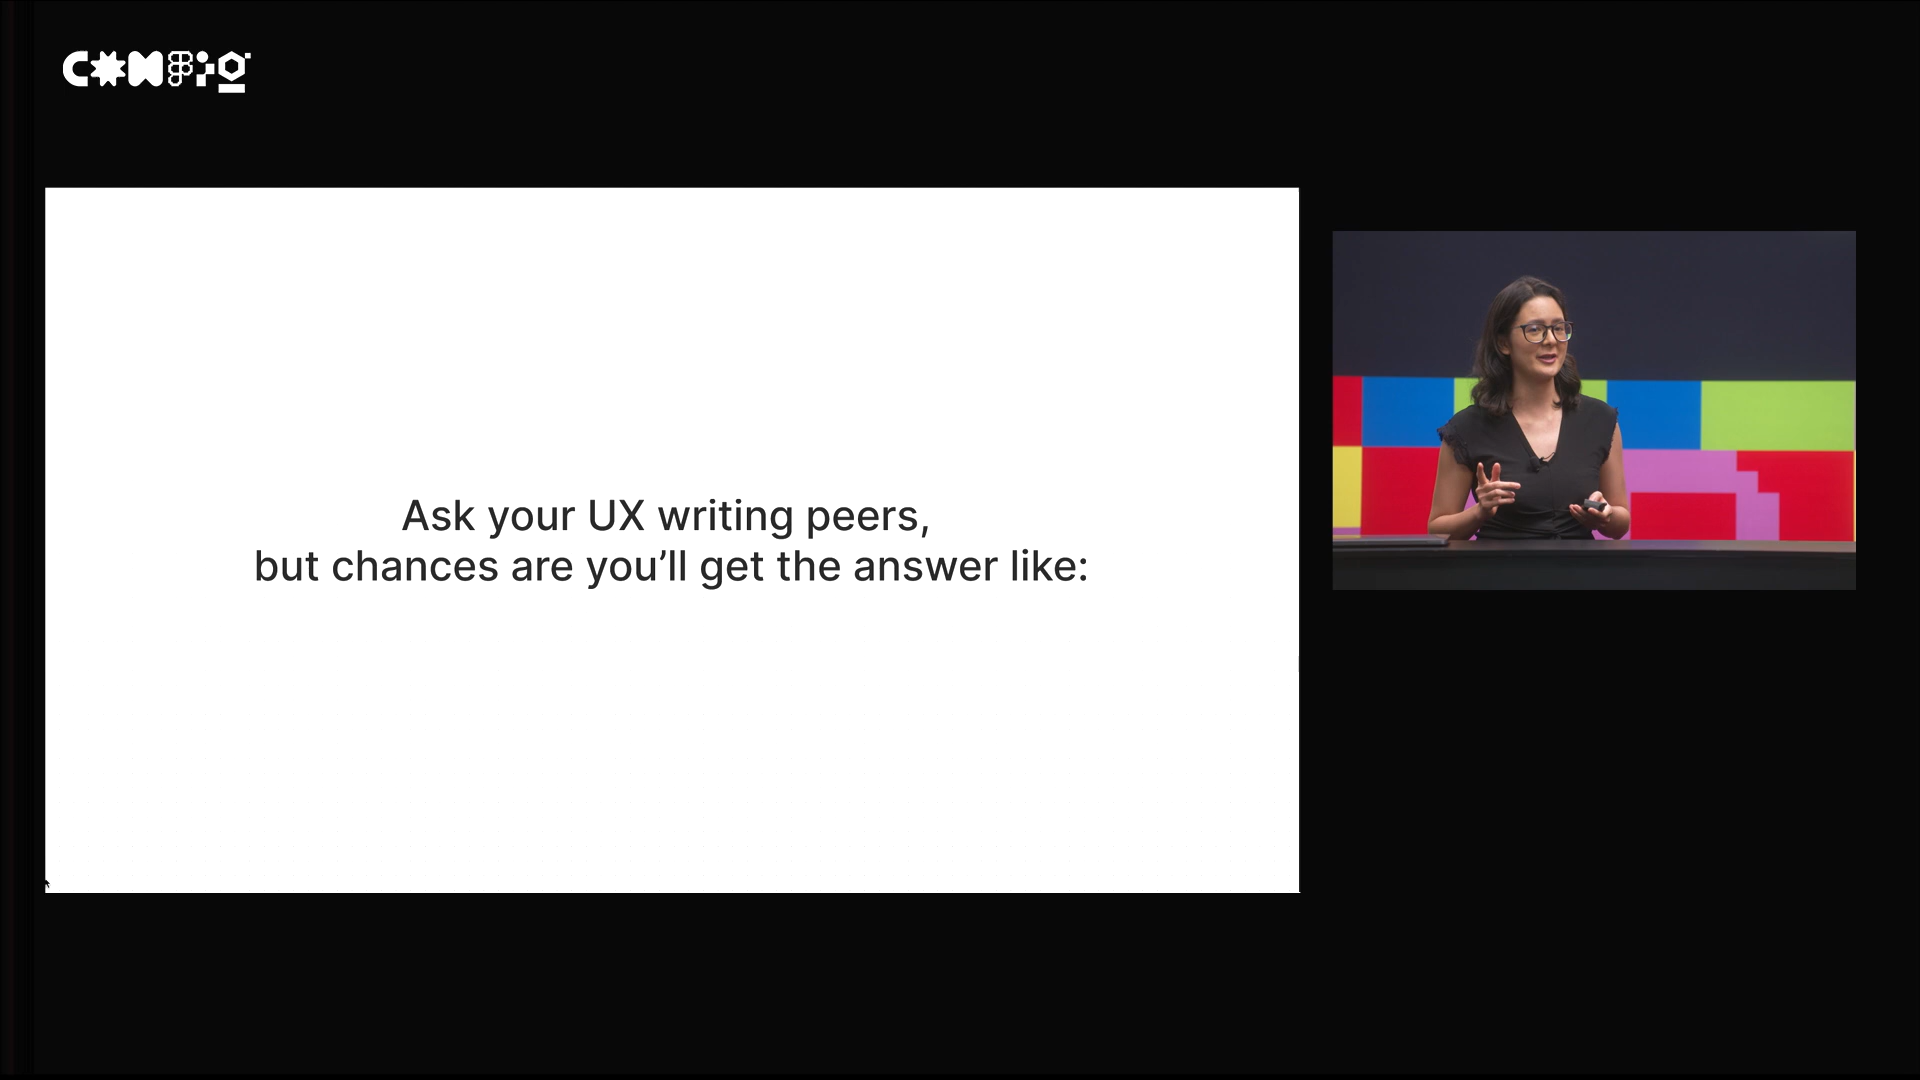 CONFIG
Ask your UX writing peers,
but chances are you’ll get the answer like: